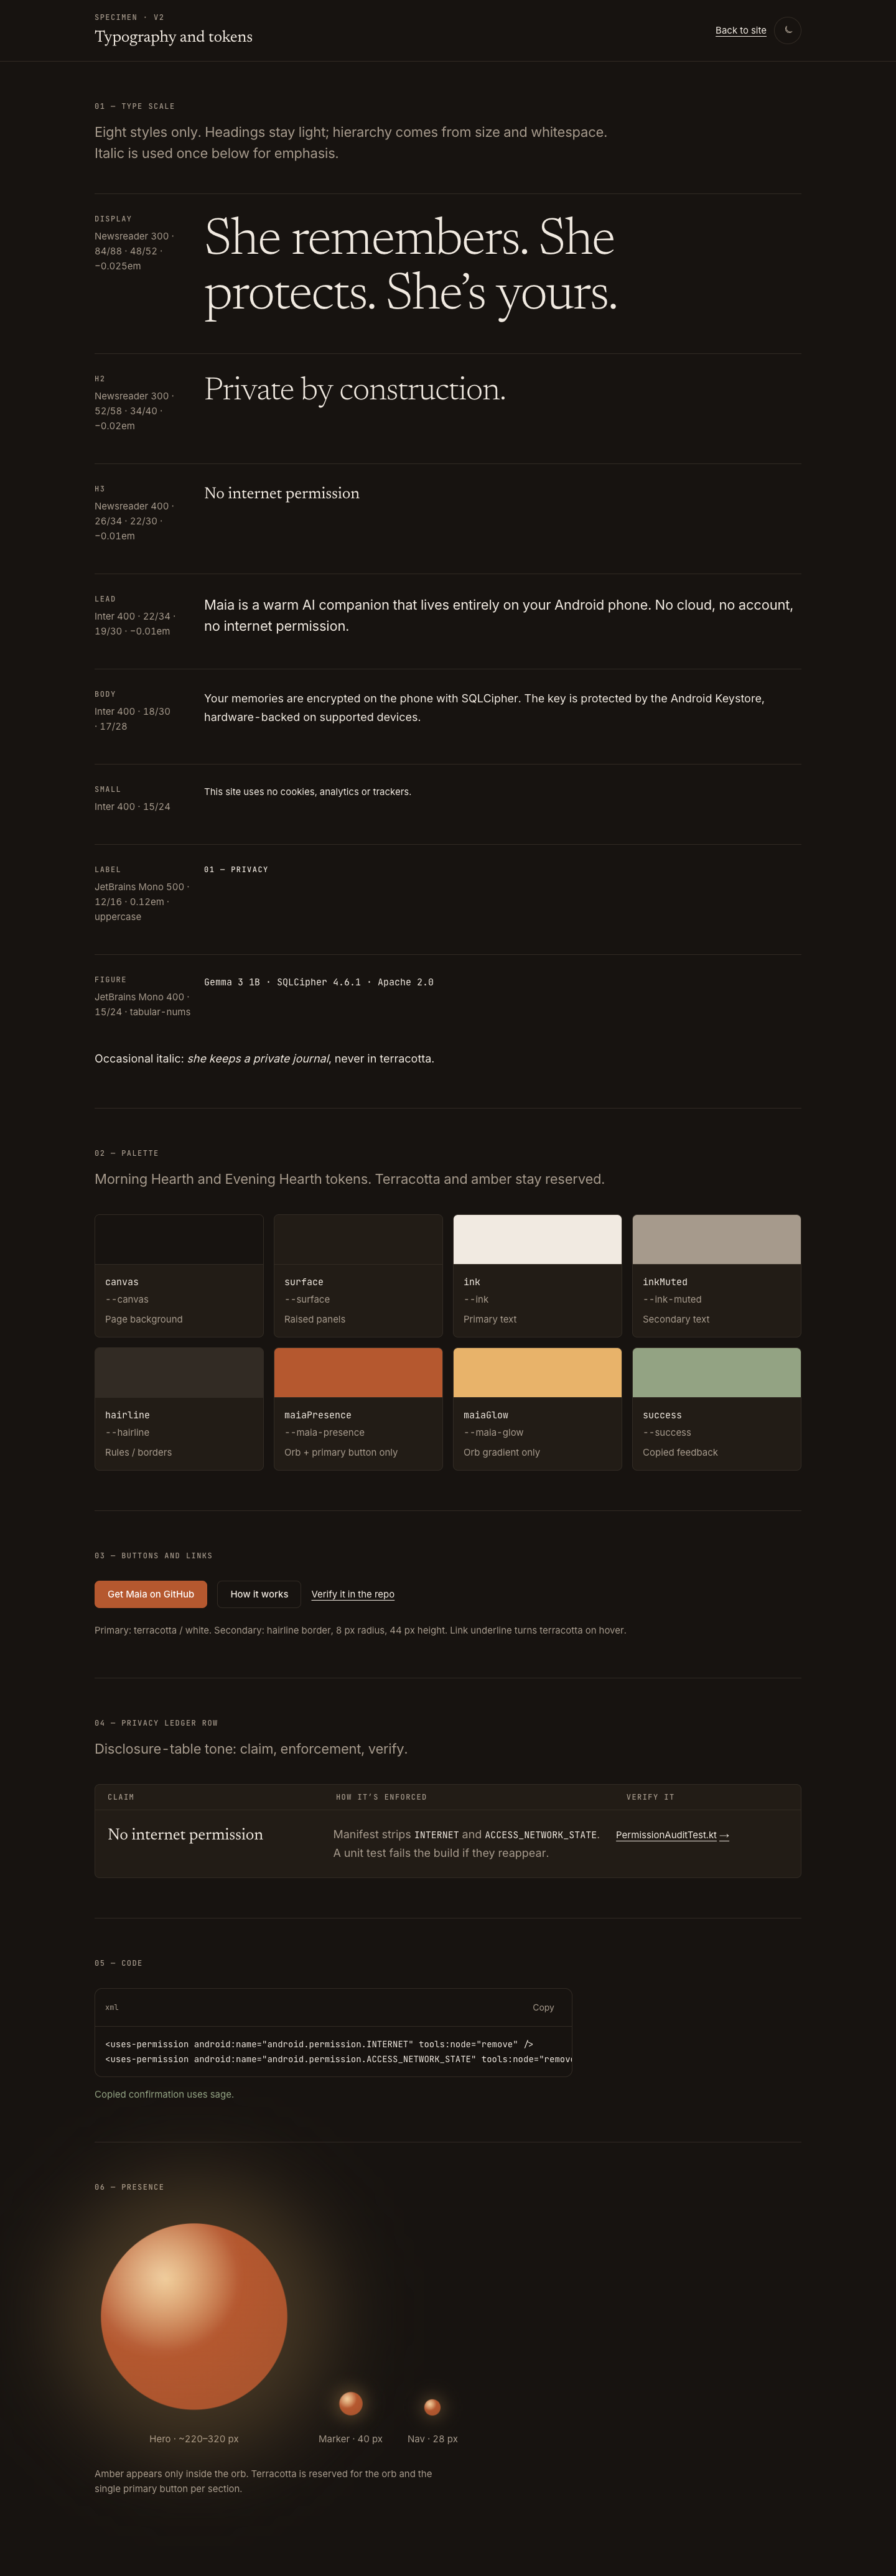 SPECIMEN · V2
Typography and tokens
Back to site
01 — TYPE SCALE
Eight styles only. Headings stay light; hierarchy comes from size and whitespace.
Italic is used once below for emphasis.
DISPLAY
Newsreader 300 ·
84/88 · 48/52 ·
−0.025em
She remembers. She
protects. She’s yours.
H2
Newsreader 300 ·
52/58 · 34/40 ·
−0.02em
Private by construction.
H3
Newsreader 400 ·
26/34 · 22/30 ·
−0.01em
No internet permission
LEAD
Inter 400 · 22/34 ·
19/30 · −0.01em
Maia is a warm AI companion that lives entirely on your Android phone. No cloud, no account,
no internet permission.
BODY
Inter 400 · 18/30
· 17/28
Your memories are encrypted on the phone with SQLCipher. The key is protected by the Android Keystore,
hardware-backed on supported devices.
SMALL
Inter 400 · 15/24
This site uses no cookies, analytics or trackers.
LABEL
JetBrains Mono 500 ·
12/16 · 0.12em ·
uppercase
01 — PRIVACY
FIGURE
JetBrains Mono 400 ·
15/24 · tabular-nums
Gemma 3 1B · SQLCipher 4.6.1 · Apache 2.0
Occasional italic: she keeps a private journal, never in terracotta.
02 — PALETTE
Morning Hearth and Evening Hearth tokens. Terracotta and amber stay reserved.
canvas
--canvas
Page background
surface
--surface
Raised panels
ink
--ink
Primary text
inkMuted
--ink-muted
Secondary text
hairline
--hairline
Rules / borders
maiaPresence
--maia-presence
Orb + primary button only
maiaGlow
--maia-glow
Orb gradient only
success
--success
Copied feedback
03 — BUTTONS AND LINKS
Get Maia on GitHub
How it works
Verify it in the repo
Primary: terracotta / white. Secondary: hairline border, 8 px radius, 44 px height. Link underline turns terracotta on hover.
04 — PRIVACY LEDGER ROW
Disclosure-table tone: claim, enforcement, verify.
CLAIM
HOW IT’S ENFORCED
VERIFY IT
No internet permission
Manifest strips INTERNET and ACCESS_NETWORK_STATE.
A unit test fails the build if they reappear.
PermissionAuditTest.kt →
05 — CODE
xml
Copy
<uses-permission android:name="android.permission.INTERNET" tools:node="remove" />
<uses-permission android:name="android.permission.ACCESS_NETWORK_STATE" tools:node="remove
Copied confirmation uses sage.
06 — PRESENCE
Hero · ~220–320 px
Marker · 40 px
Nav · 28 px
Amber appears only inside the orb. Terracotta is reserved for the orb and the
single primary button per section.